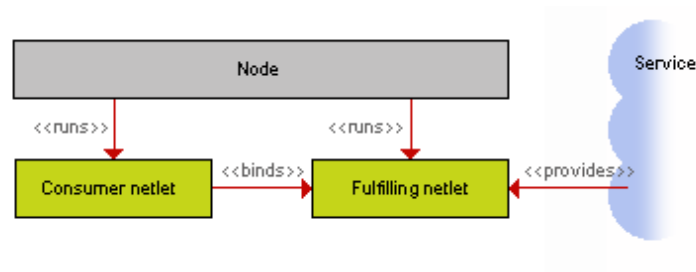 Node
Service
<<runs>>
<<runs>>
<<binds>>
<<provides>>
Consumer netlet
Fulfilling netlet